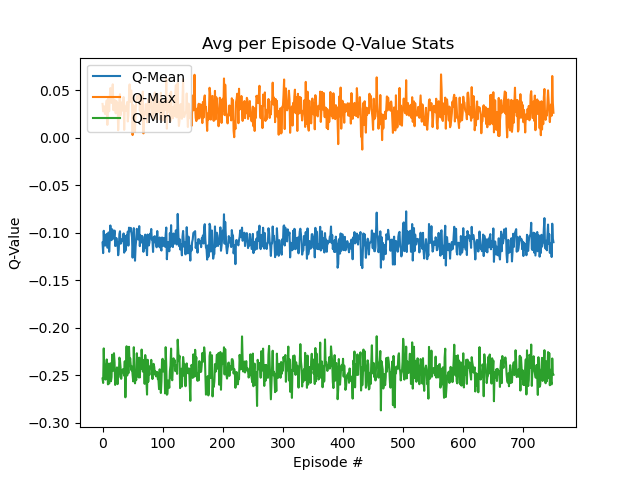 Avg per Episode Q-Value Stats
Q-Mean
Q-Max
Q-Min
0.05
0.00
−0.05
−0.10
−0.15
−0.20
−0.25
−0.30
Q-Value
0 100 200 300 400 500 600 700
Episode #